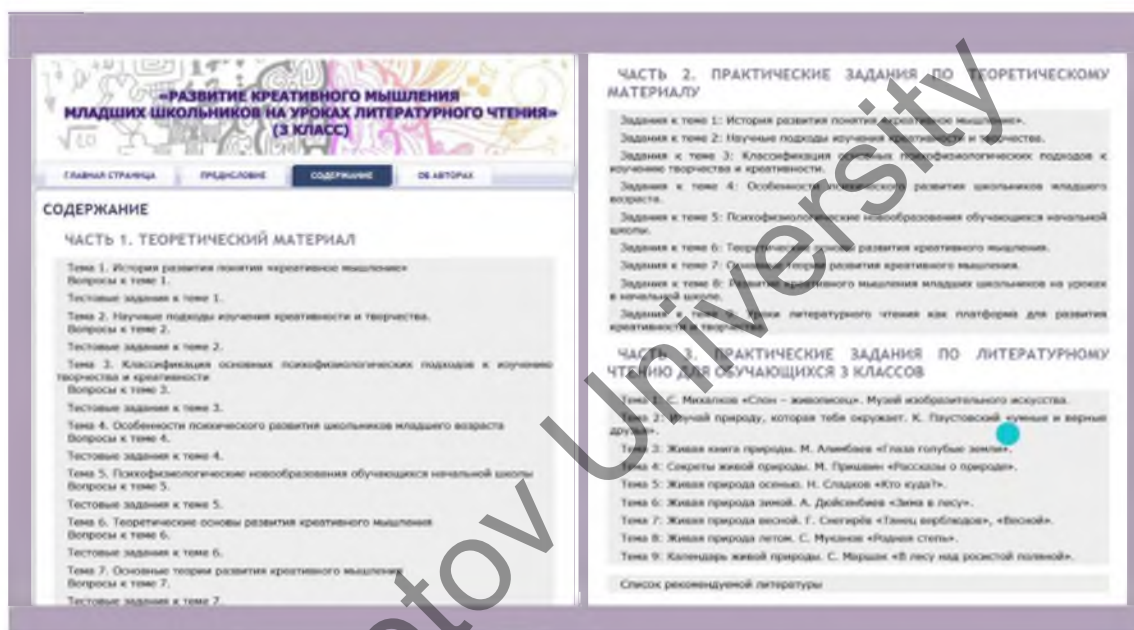 «РАЗВИТИЕ КРЕАТИВНОГО МЫШЛЕНИЯ
МЛАДШИХ ШКОЛЬНИКОВ НА УРОКАХ ЛИТЕРАТУРНОГО ЧТЕНИЯ»
(3 КЛАСС)
ГЛАВНАЯ СТРАНИЦА ПРЕДИСЛОВИЕ СОДЕРЖАНИЕ ОБ АВТОРАХ
СОДЕРЖАНИЕ
ЧАСТЬ 1. ТЕОРЕТИЧЕСКИЙ МАТЕРИАЛ
Тема 1. История развития понятия «креативное мышление»
Вопросы к теме 1.
Тестовые задания к теме 1.
Тема 2. Научные подходы изучения креативности и творчества.
Вопросы к теме 2.
Тестовые задания к теме 2.
Тема 3. Классификация основных психофизиологических подходов к изучению
творчества и креативности
Вопросы к теме 3.
Тестовые задания к теме 3.
Тема 4. Особенности психического развития школьников младшего возраста
Вопросы к теме 4.
Тестовые задания к теме 4.
Тема 5. Психофизиологические новообразования обучающихся начальной школы
Вопросы к теме 5.
Тестовые задания к теме 5.
Тема 6. Теоретические основы развития креативного мышления
Вопросы к теме 6.
Тестовые задания к теме 6.
Тема 7. Основные теории развития креативного мышления
Вопросы к теме 7.
Тестовые задания к теме 7.
ЧАСТЬ 2. ПРАКТИЧЕСКИЕ ЗАДАНИЯ ПО ТЕОРЕТИЧЕСКОМУ
МАТЕРИАЛУ
Задания к теме 1: История развития понятия «креативное мышление».
Задания к теме 2: Научные подходы изучения креативности и творчества.
Задания к теме 3: Классификация основных психофизиологических подходов к
изучению творчества и креативности.
Задания к теме 4: Особенности психического развития школьников младшего
возраста.
Задания к теме 5: Психофизиологические новообразования обучающихся начальной
школы.
Задания к теме 6: Теоретические основы развития креативного мышления.
Задания к теме 7: Основные теории развития креативного мышления.
Задания к теме 8: Развитие креативного мышления младших школьников на уроках
в начальной школе.
Задания к теме 9: Уроки литературного чтения как платформа для развития
креативности и творчества.
ЧАСТЬ 3. ПРАКТИЧЕСКИЕ ЗАДАНИЯ ПО ЛИТЕРАТУРНОМУ
ЧТЕНИЮ ДЛЯ ОБУЧАЮЩИХСЯ 3 КЛАССОВ
Тема 1: С. Михалков «Слон – живописец». Музей изобразительного искусства.
Тема 2: Изучай природу, которая тебя окружает. К. Паустовский «умные и верные
друзья».
Тема 3: Живая книга природы. М. Алимбаев «Глаза голубые земли».
Тема 4: Секреты живой природы. М. Пришвин «Рассказы о природе».
Тема 5: Живая природа осенью. Н. Сладков «Кто куда?».
Тема 6: Живая природа зимой. А. Дюйсенбиев «Зима в лесу».
Тема 7: Живая природа весной. Г. Снегирёв «Танец верблюдов», «Весной».
Тема 8: Живая природа летом. С. Муканов «Родная степь».
Тема 9: Календарь живой природы. С. Маршак «В лесу над росистой поляной».
Список рекомендуемой литературы
etov University